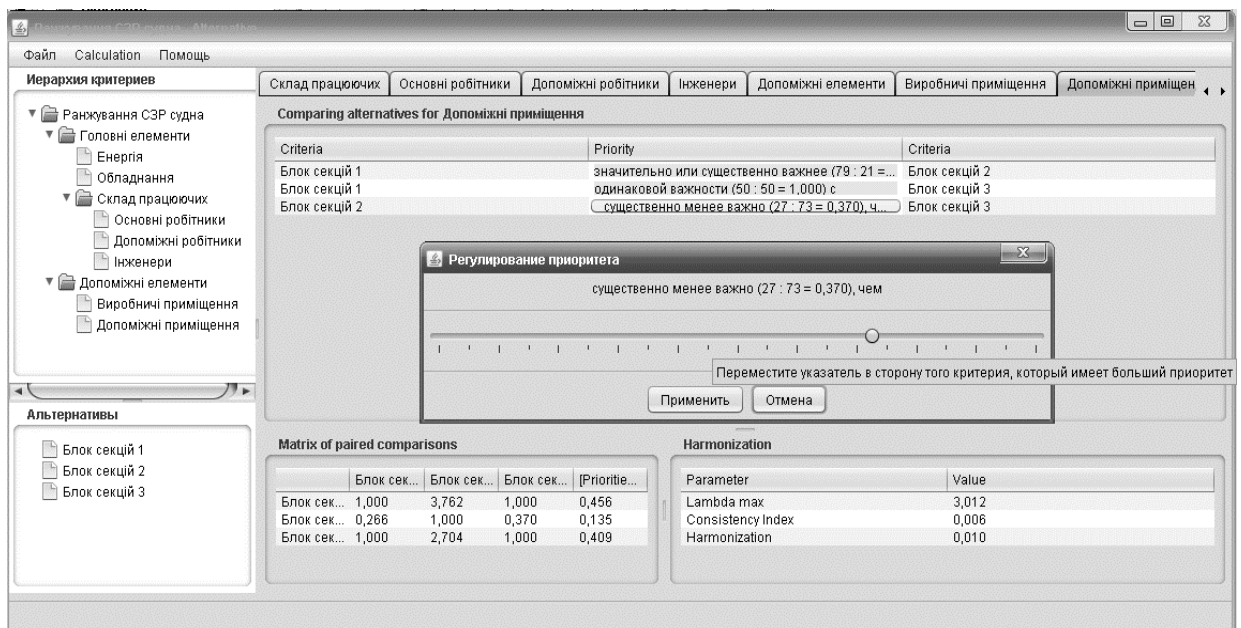 Ранжування СЗР судна - Alternativa
Файл Calculation Помощь
Иерархия критериев
Ранжування СЗР судна
Головні елементи
Енергія
Обладнання
Склад працюючих
Основні робітники
Допоміжні робітники
Інженери
Допоміжні елементи
Виробничі приміщення
Допоміжні приміщення
Альтернативы
Блок секцій 1
Блок секцій 2
Блок секцій 3
Склад працюючих Основні робітники Допоміжні робітники Інженери Допоміжні елементи Виробничі приміщення Допоміжні приміщен
Comparing alternatives for Допоміжні приміщення
Criteria Priority Criteria
Блок секцій 1 значительно или существенно важнее (79 : 21 =... Блок секцій 2
Блок секцій 1 одинаковой важности (50 : 50 = 1,000) с Блок секцій 3
Блок секцій 2 существенно менее важно (27 : 73 = 0,370), ч... Блок секцій 3
Регулирование приоритета
существенно менее важно (27 : 73 = 0,370), чем
Переместите указатель в сторону того критерия, который имеет больший приоритет
Применить Отмена
Matrix of paired comparisons
Блок сек... Блок сек... Блок сек... [Prioritie...
Блок сек... 1,000 3,762 1,000 0,456
Блок сек... 0,266 1,000 0,370 0,135
Блок сек... 1,000 2,704 1,000 0,409
Harmonization
Parameter Value
Lambda max 3,012
Consistency Index 0,006
Harmonization 0,010